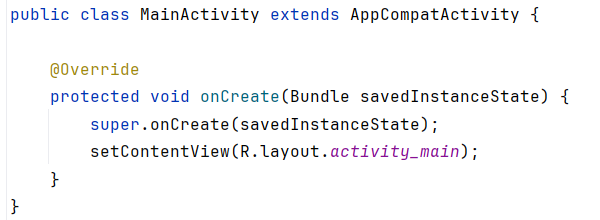 public class MainActivity extends AppCompatActivity {
@Override
protected void onCreate(Bundle savedInstanceState) {
super.onCreate(savedInstanceState);
setContentView(R.layout.activity_main);
}
}